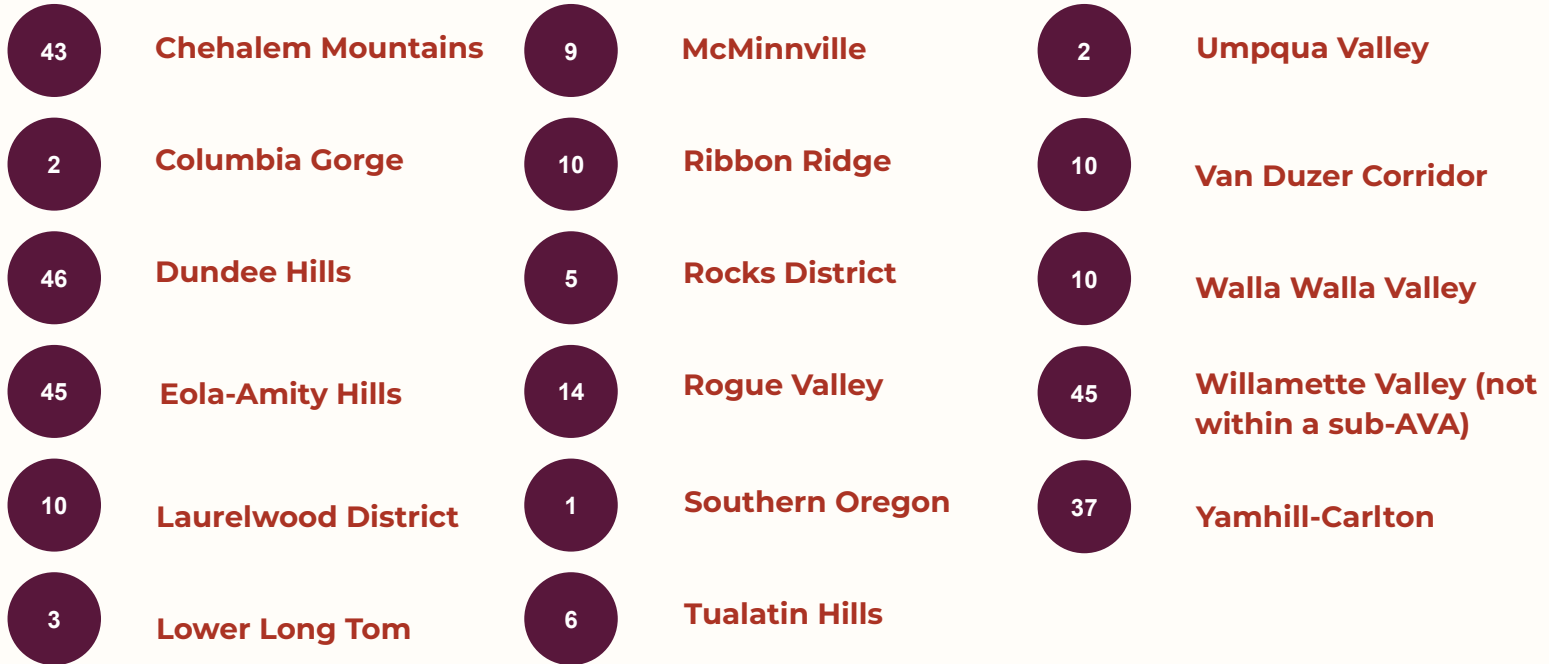 43 Chehalem Mountains
2 Columbia Gorge
46 Dundee Hills
45 Eola-Amity Hills
10 Laurelwood District
3 Lower Long Tom
9 McMinnville
10 Ribbon Ridge
5 Rocks District
14 Rogue Valley
1 Southern Oregon
6 Tualatin Hills
2 Umpqua Valley
10 Van Duzer Corridor
10 Walla Walla Valley
45 Willamette Valley (not
within a sub-AVA)
37 Yamhill-Carlton